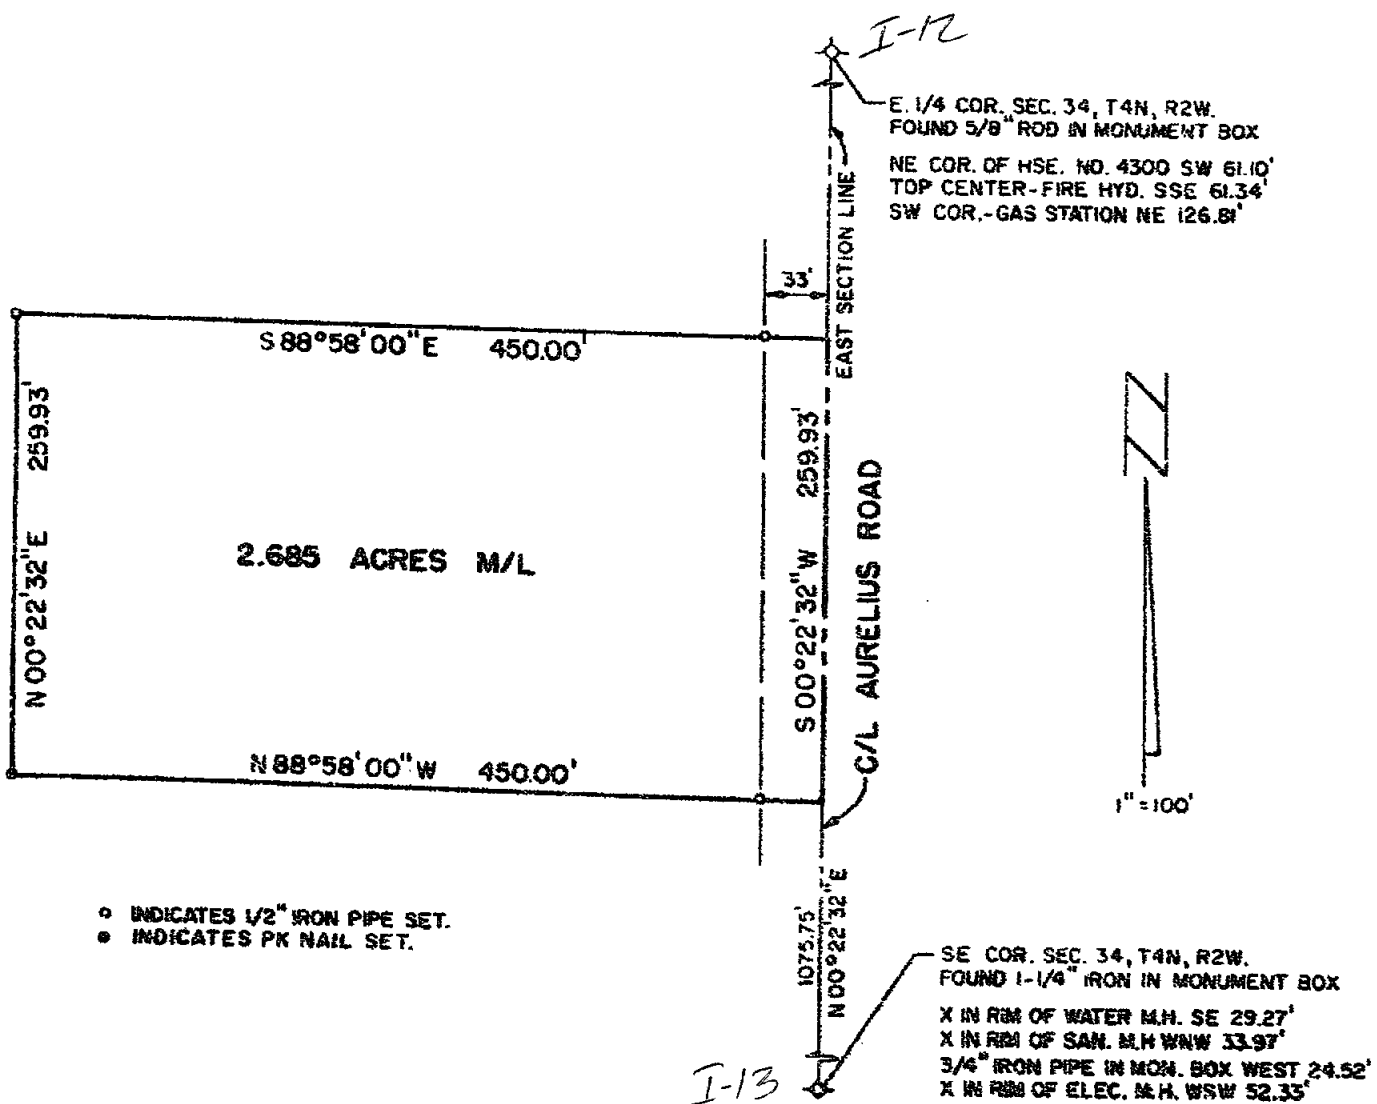 I-12
E. 1/4 COR. SEC. 34, T4N, R2W.
FOUND 5/8" ROD IN MONUMENT BOX
NE COR. OF HSE. NO. 4300 SW 61.10'
TOP CENTER-FIRE HYD. SSE 61.34'
SW COR.-GAS STATION NE 126.81'
EAST SECTION LINE
33'
S 88°58'00"E 450.00'
N 00°22'32"E 259.93'
2.685 ACRES M/L
S 00°22'32"W 259.93'
C/L AURELIUS ROAD
N
1"=100'
N 88°58'00"W 450.00'
1075.75'
N 00°22'32"E
○ INDICATES 1/2" IRON PIPE SET.
● INDICATES PK NAIL SET.
SE COR. SEC. 34, T4N, R2W.
FOUND 1-1/4" IRON IN MONUMENT BOX
X IN RIM OF WATER M.H. SE 29.27'
X IN RIM OF SAN. M.H WNW 33.97'
3/4" IRON PIPE IN MON. BOX WEST 24.52'
X IN RIM OF ELEC. M.H. WSW 52.33'
I-13